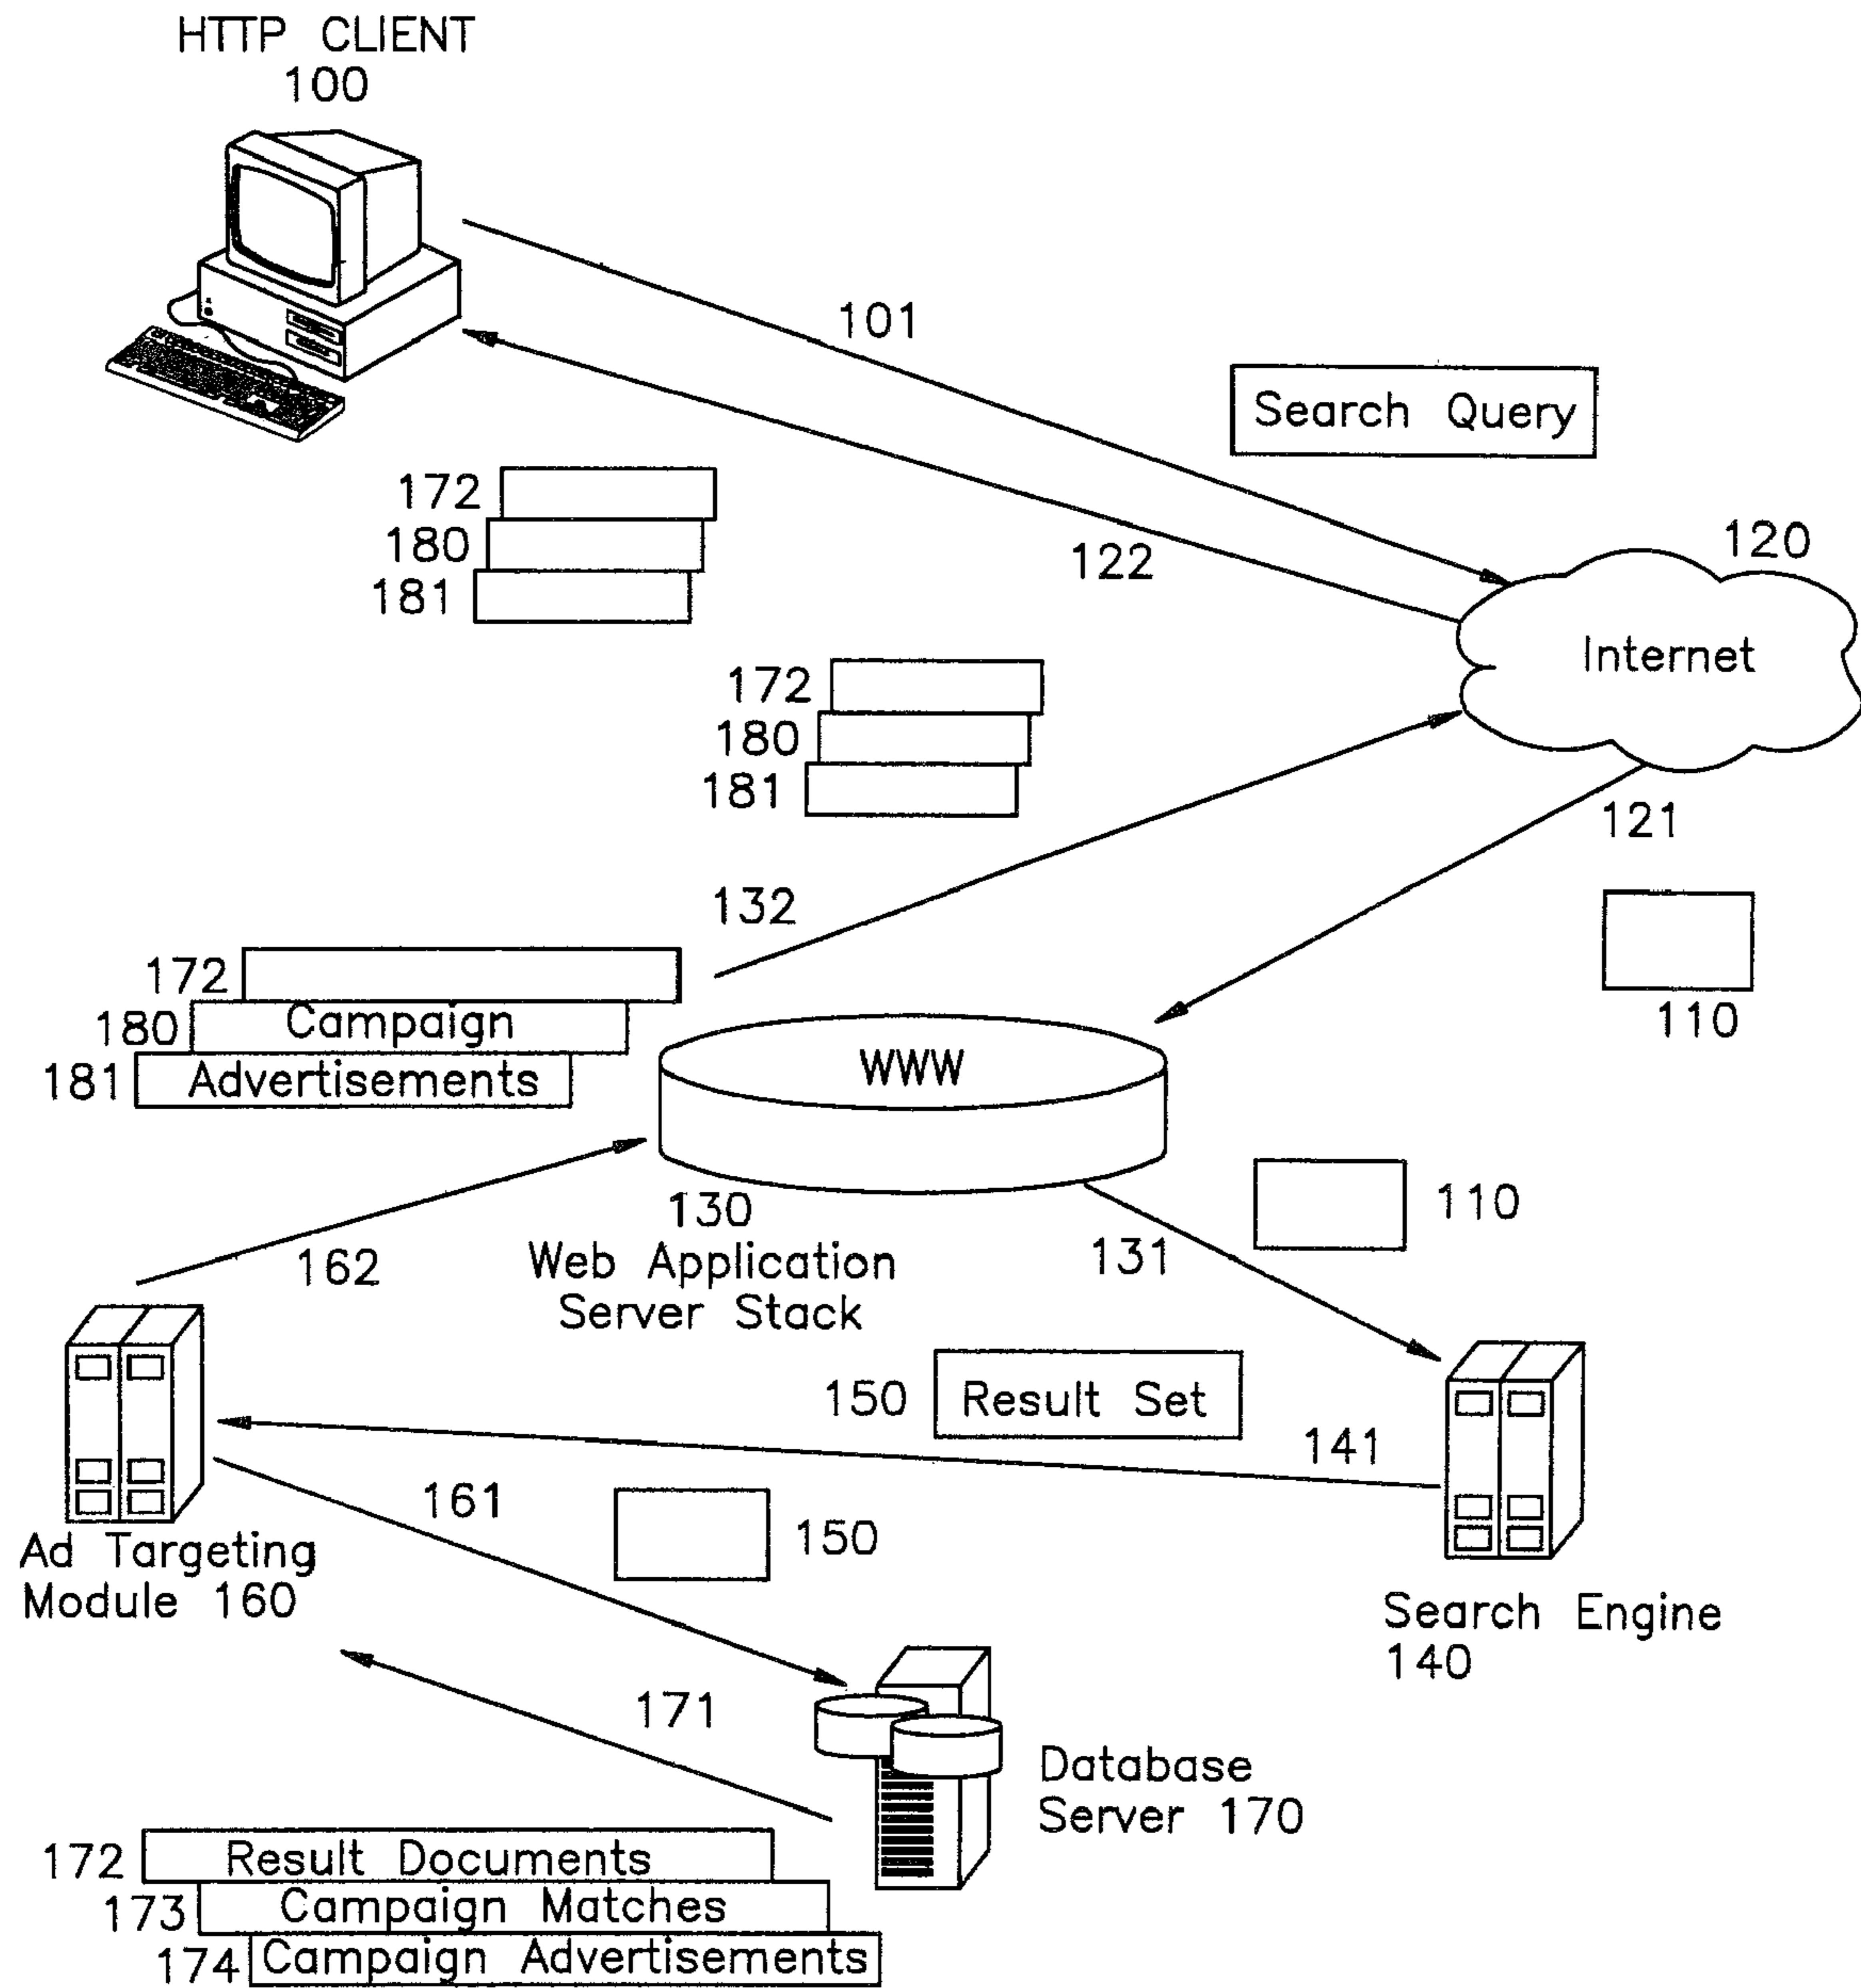 HTTP CLIENT
100
101
Search Query
172
180
181
122
120
Internet
172
180
181
121
132
110
172
180 Campaign
181 Advertisements
WWW
110
130
Web Application
Server Stack
131
162
150 Result Set
141
161
150
Ad Targeting
Module 160
Search Engine
140
171
Database
Server 170
172 Result Documents
173 Campaign Matches
174 Campaign Advertisements